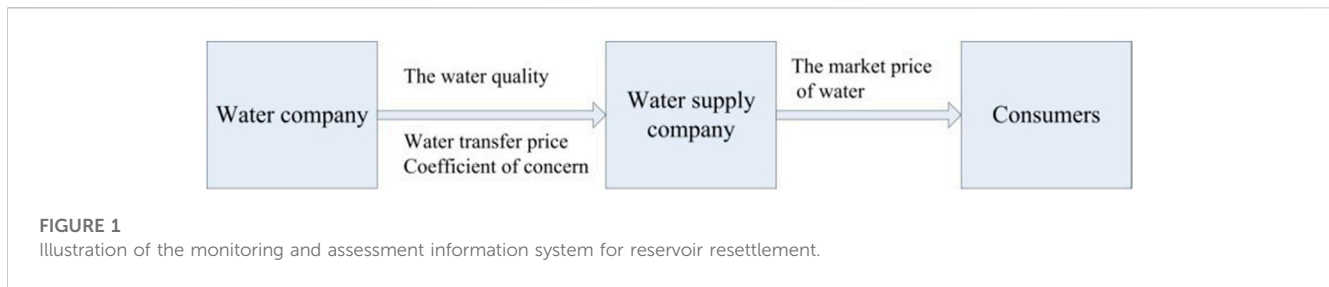 Water company
The water quality
Water transfer price
Coefficient of concern
Water supply
company
The market price
of water
Consumers
FIGURE 1
Illustration of the monitoring and assessment information system for reservoir resettlement.